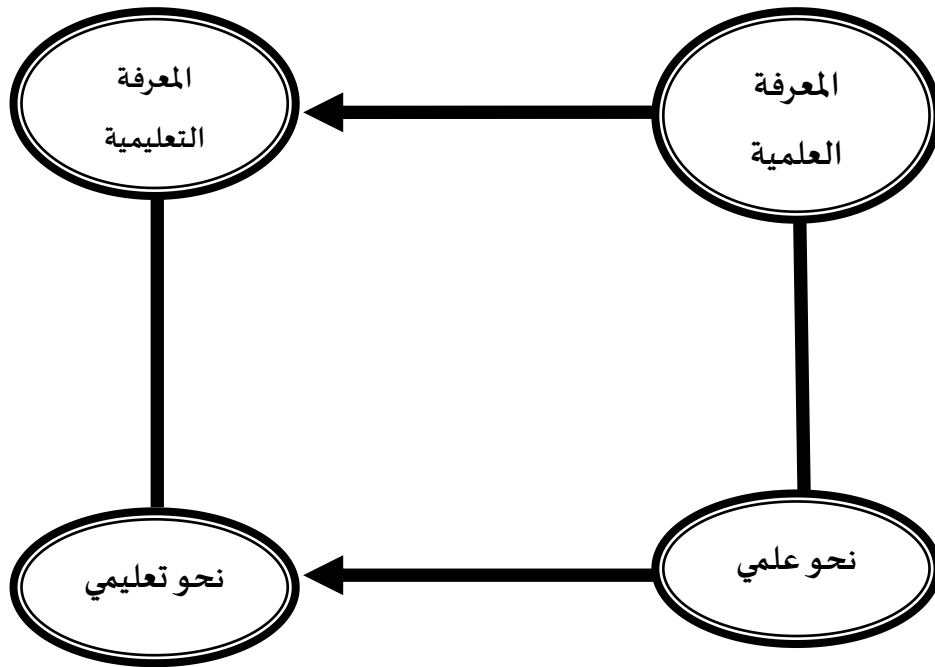 المعرفة
العلمية
المعرفة
التعليمية
نحو علمي
نحو تعليمي